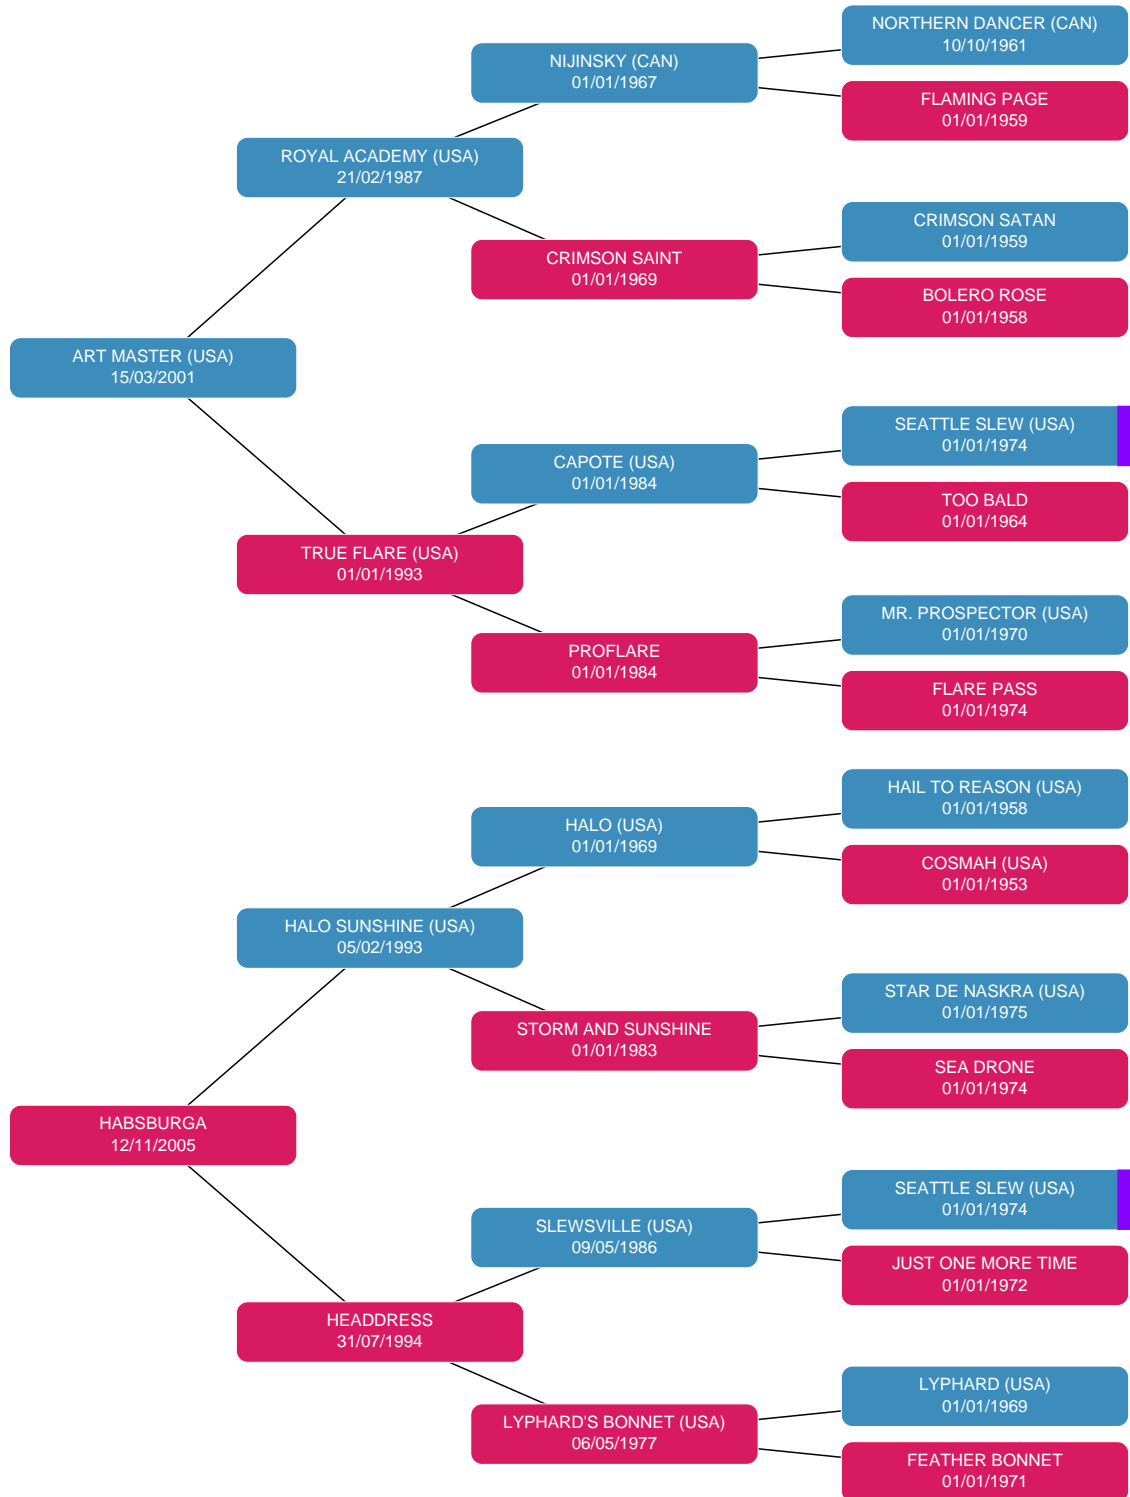 NORTHERN DANCER (CAN)
10/10/1961
NIJINSKY (CAN)
01/01/1967
FLAMING PAGE
01/01/1959
ROYAL ACADEMY (USA)
21/02/1987
CRIMSON SATAN
01/01/1959
CRIMSON SAINT
01/01/1969
BOLERO ROSE
01/01/1958
ART MASTER (USA)
15/03/2001
SEATTLE SLEW (USA)
01/01/1974
CAPOTE (USA)
01/01/1984
TOO BALD
01/01/1964
TRUE FLARE (USA)
01/01/1993
MR. PROSPECTOR (USA)
01/01/1970
PROFLARE
01/01/1984
FLARE PASS
01/01/1974
HAIL TO REASON (USA)
01/01/1958
HALO (USA)
01/01/1969
COSMAH (USA)
01/01/1953
HALO SUNSHINE (USA)
05/02/1993
STAR DE NASKRA (USA)
01/01/1975
STORM AND SUNSHINE
01/01/1983
SEA DRONE
01/01/1974
HABSBURGA
12/11/2005
SEATTLE SLEW (USA)
01/01/1974
SLEWSVILLE (USA)
09/05/1986
JUST ONE MORE TIME
01/01/1972
HEADDRESS
31/07/1994
LYPHARD (USA)
01/01/1969
LYPHARD'S BONNET (USA)
06/05/1977
FEATHER BONNET
01/01/1971